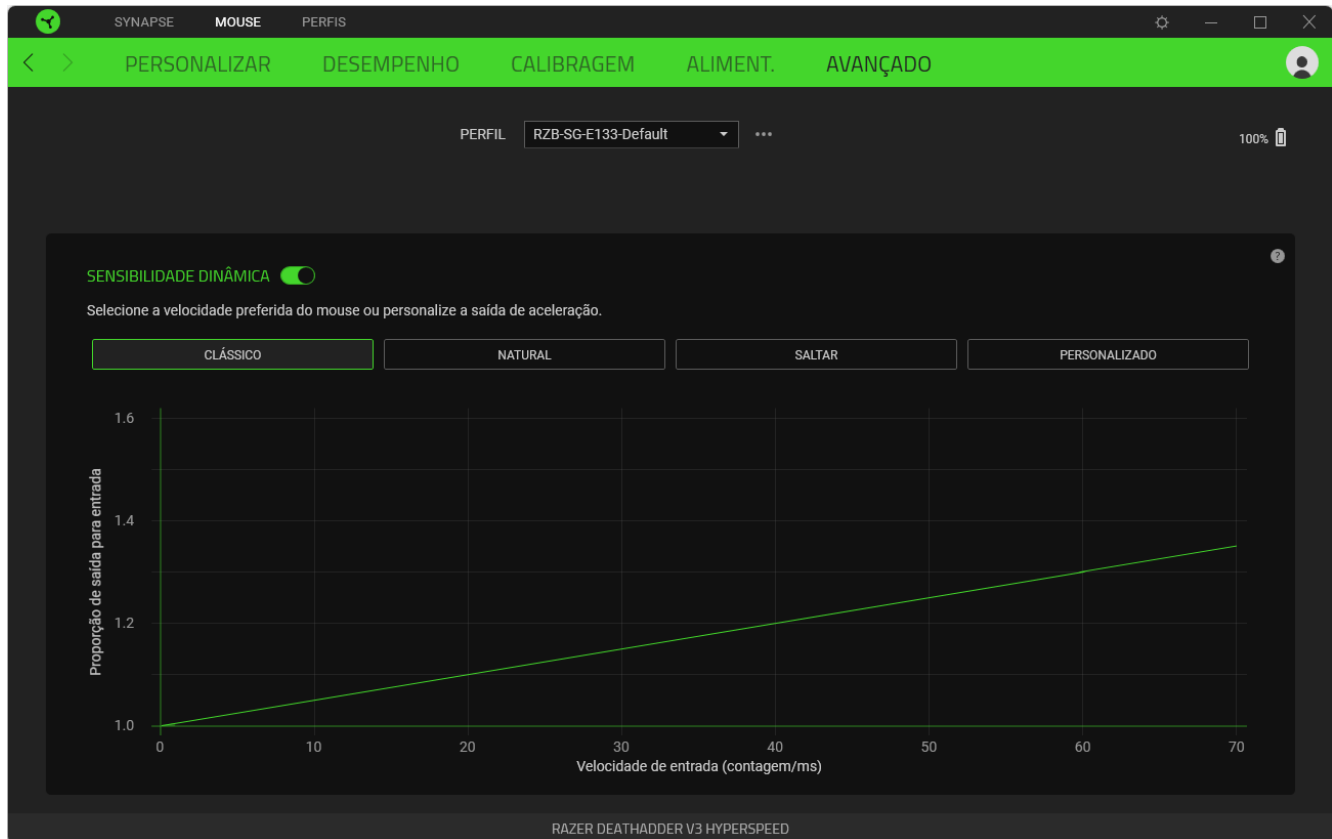 SYNAPSE MOUSE PERFIS
PERSONALIZAR DESEMPENHO CALIBRAGEM ALIMENT. AVANÇADO
PERFIL RZB-SG-E133-Default
100%
SENSIBILIDADE DINÂMICA
?
Selecione a velocidade preferida do mouse ou personalize a saída de aceleração.
CLÁSSICO NATURAL SALTAR PERSONALIZADO
Proporção de saída para entrada
1.6
1.4
1.2
1.0
0 10 20 30 40 50 60 70
Velocidade de entrada (contagem/ms)
RAZER DEATHADDER V3 HYPERSPEED